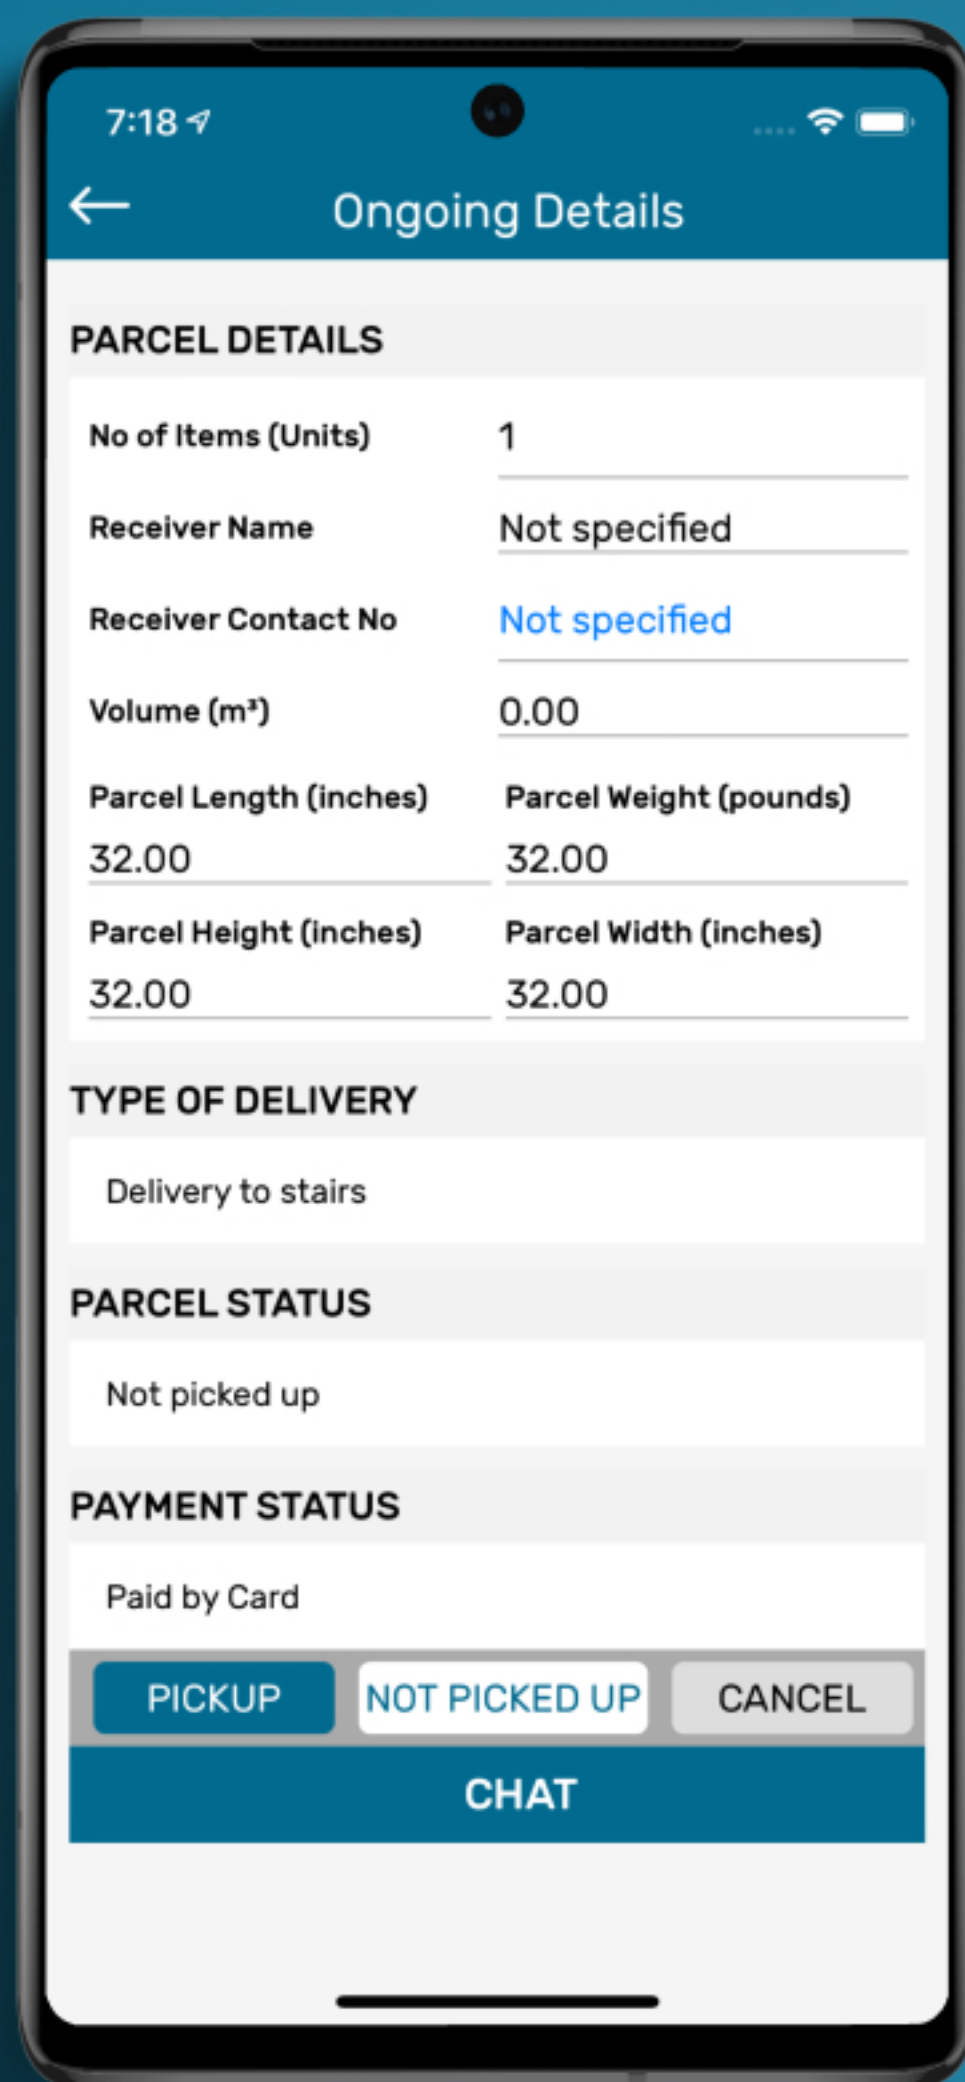 7:18
Ongoing Details
PARCEL DETAILS
No of Items (Units) 1
Receiver Name Not specified
Receiver Contact No Not specified
Volume (m³) 0.00
Parcel Length (inches) Parcel Weight (pounds)
32.00 32.00
Parcel Height (inches) Parcel Width (inches)
32.00 32.00
TYPE OF DELIVERY
Delivery to stairs
PARCEL STATUS
Not picked up
PAYMENT STATUS
Paid by Card
PICKUP NOT PICKED UP CANCEL
CHAT